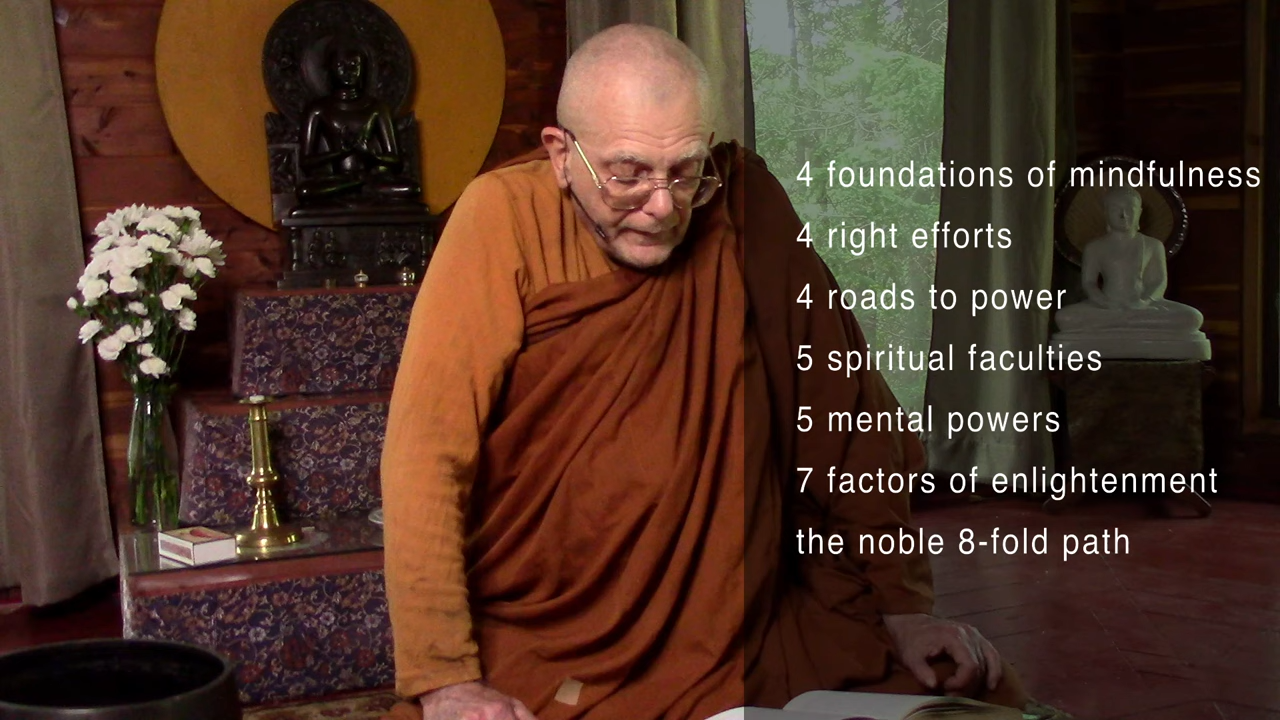 4 foundations of mindfulness
4 right efforts
4 roads to power
5 spiritual faculties
5 mental powers
7 factors of enlightenment
the noble 8-fold path